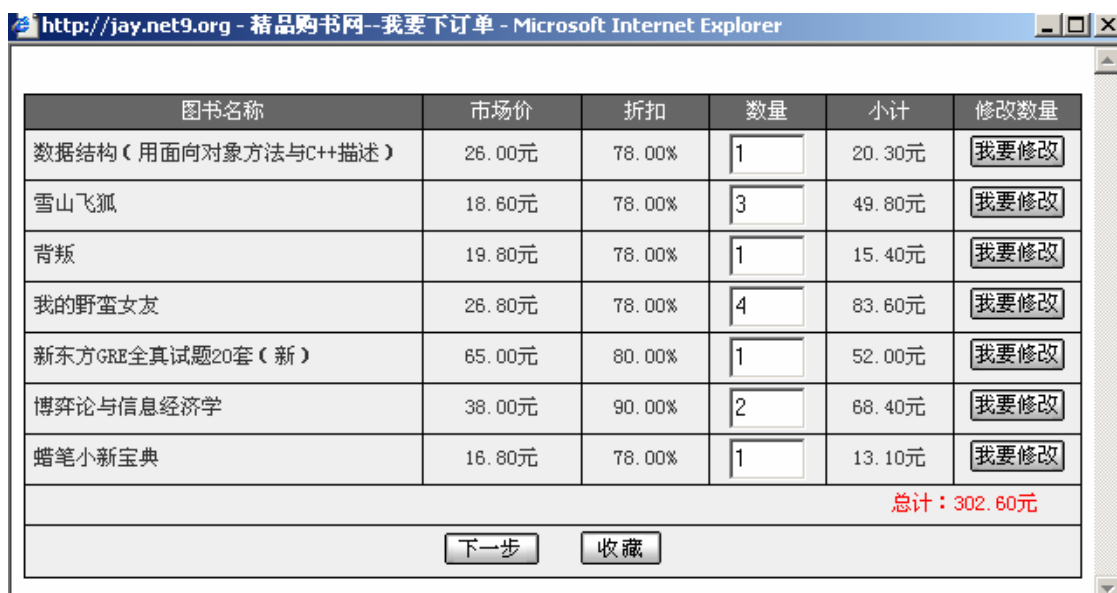 http://jay.net9.org - 精品购书网--我要下订单 - Microsoft Internet Explorer
图书名称 市场价 折扣 数量 小计 修改数量
数据结构(用面向对象方法与C++描述) 26.00元 78.00% 1 20.30元 我要修改
雪山飞狐 18.60元 78.00% 3 49.80元 我要修改
背叛 19.80元 78.00% 1 15.40元 我要修改
我的野蛮女友 26.80元 78.00% 4 83.60元 我要修改
新东方GRE全真试题20套(新) 65.00元 80.00% 1 52.00元 我要修改
博弈论与信息经济学 38.00元 90.00% 2 68.40元 我要修改
蜡笔小新宝典 16.80元 78.00% 1 13.10元 我要修改
总计:302.60元
下一步 收藏